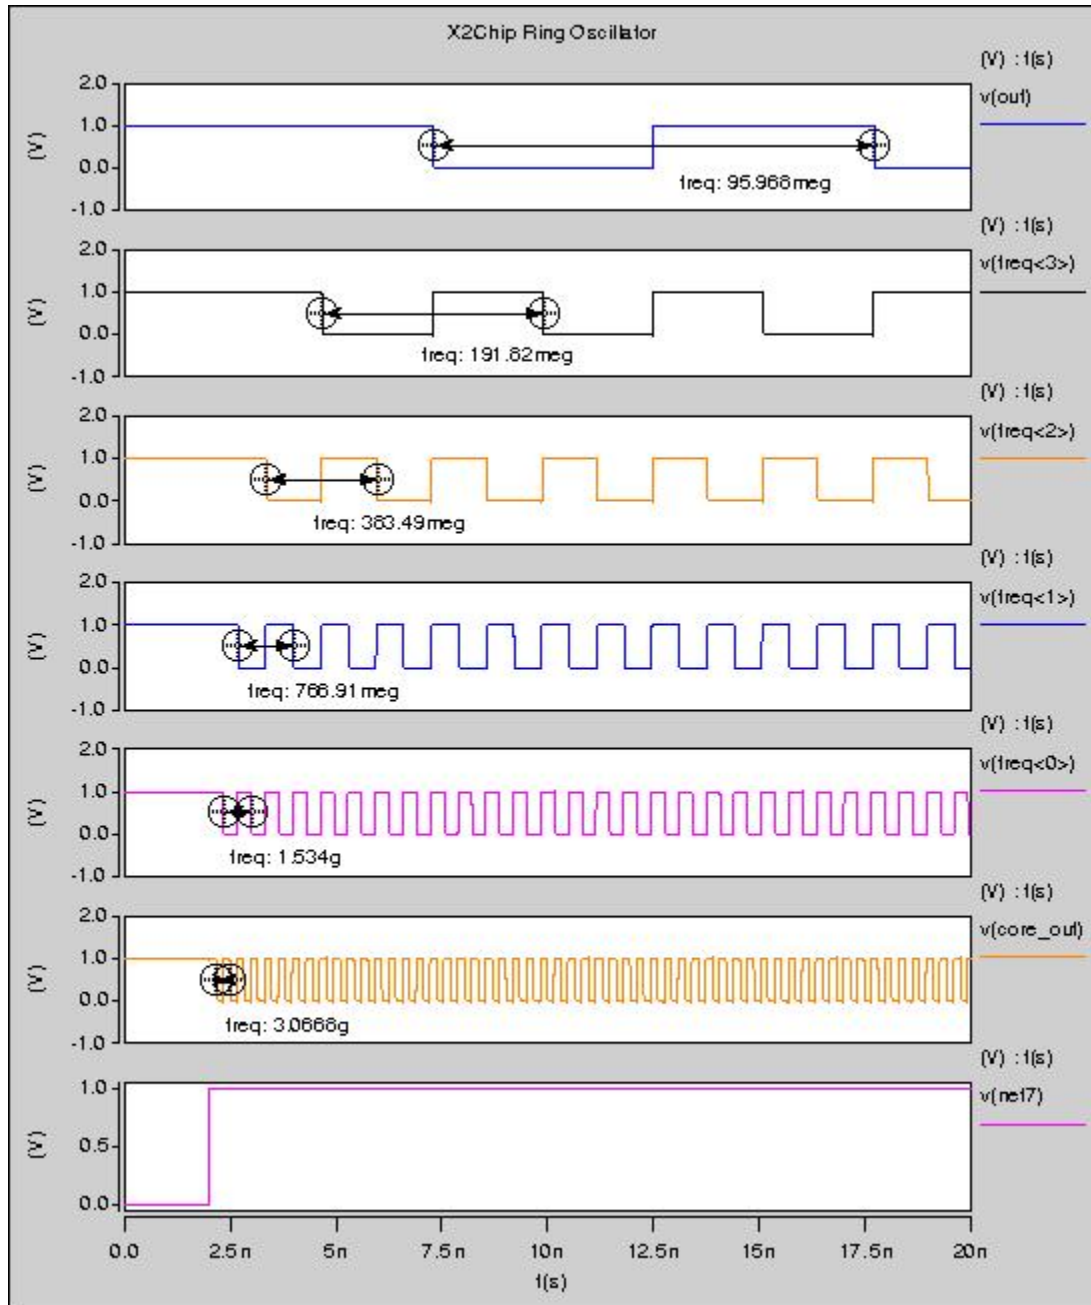 X2Chip Ring Oscillator
(V) : t(s)
2.0
v(out)
1.0
(V)
0.0
freq: 95.968meg
-1.0
(V) : t(s)
2.0
v(freq<3>)
1.0
(V)
0.0
freq: 191.82meg
-1.0
(V) : t(s)
2.0
v(freq<2>)
1.0
(V)
0.0
freq: 383.49meg
-1.0
(V) : t(s)
2.0
v(freq<1>)
1.0
(V)
0.0
freq: 766.91meg
-1.0
(V) : t(s)
2.0
v(freq<0>)
1.0
(V)
0.0
freq: 1.534g
-1.0
(V) : t(s)
2.0
v(core_out)
1.0
(V)
0.0
freq: 3.0668g
-1.0
(V) : t(s)
1.0
v(net7)
(V)
0.5
0.0
0.0 2.5n 5n 7.5n 10n 12.5n 15n 17.5n 20n
t(s)